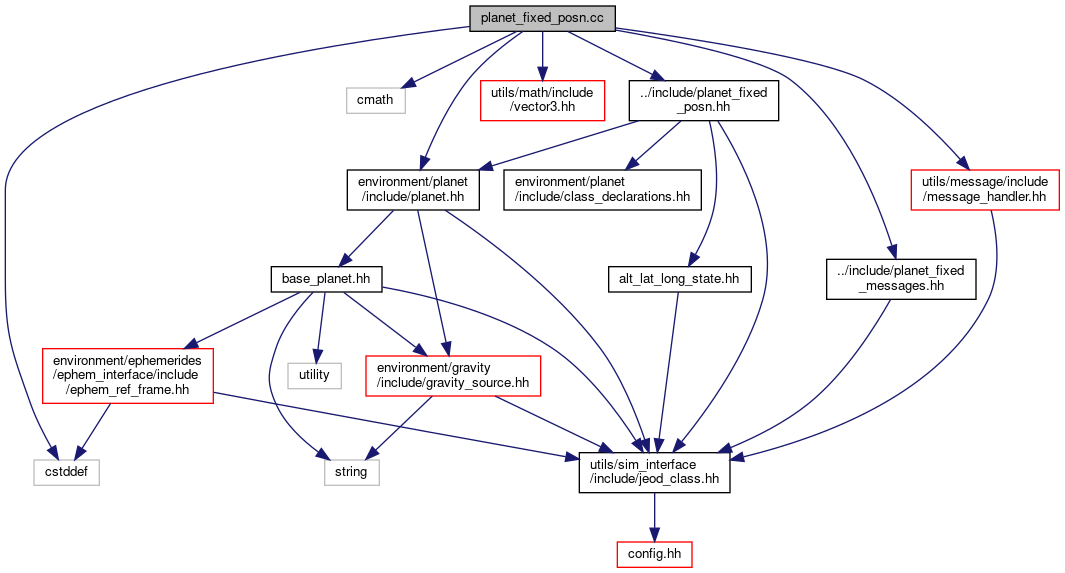 planet_fixed_posn.cc
cmath
utils/math/include
/vector3.hh
../include/planet_fixed
_posn.hh
environment/planet
/include/planet.hh
environment/planet
/include/class_declarations.hh
utils/message/include
/message_handler.hh
base_planet.hh
alt_lat_long_state.hh
../include/planet_fixed
_messages.hh
environment/ephemerides
/ephem_interface/include
/ephem_ref_frame.hh
utility
environment/gravity
/include/gravity_source.hh
cstddef
string
utils/sim_interface
/include/jeod_class.hh
config.hh